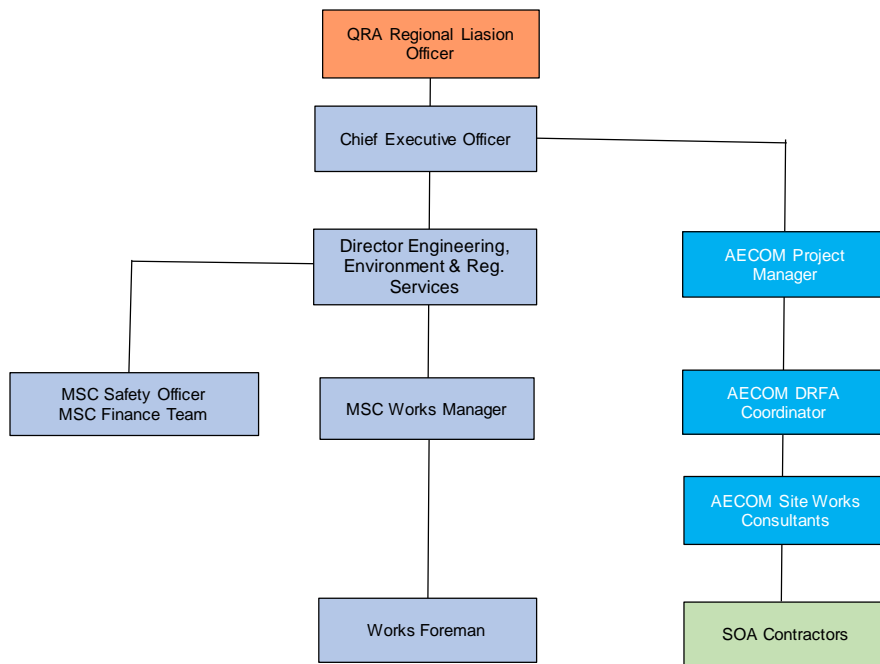 QRA Regional Liasion
Officer
Chief Executive Officer
Director Engineering,
Environment & Reg.
Services
AECOM Project
Manager
MSC Safety Officer
MSC Finance Team
MSC Works Manager
AECOM DRFA
Coordinator
AECOM Site Works
Consultants
Works Foreman
SOA Contractors